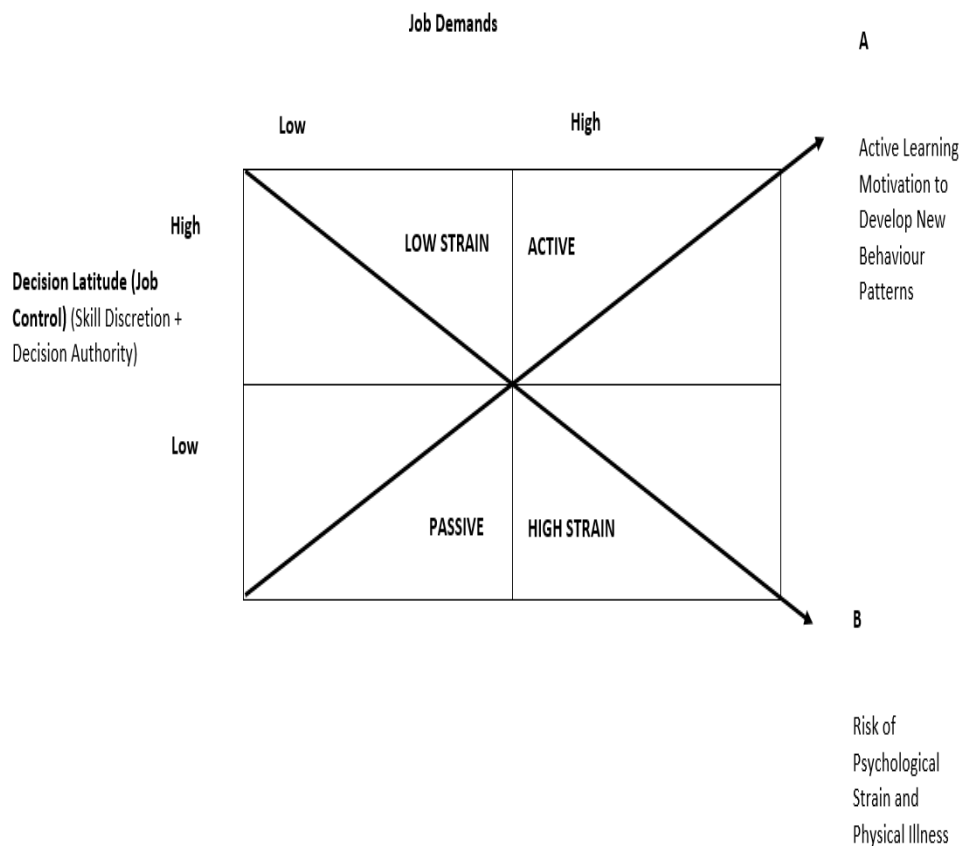 Job Demands
A
Low
High
Active Learning
Motivation to
Develop New
Behaviour
Patterns
High
LOW STRAIN
ACTIVE
Decision Latitude (Job
Control) (Skill Discretion +
Decision Authority)
Low
PASSIVE
HIGH STRAIN
B
Risk of
Psychological
Strain and
Physical Illness